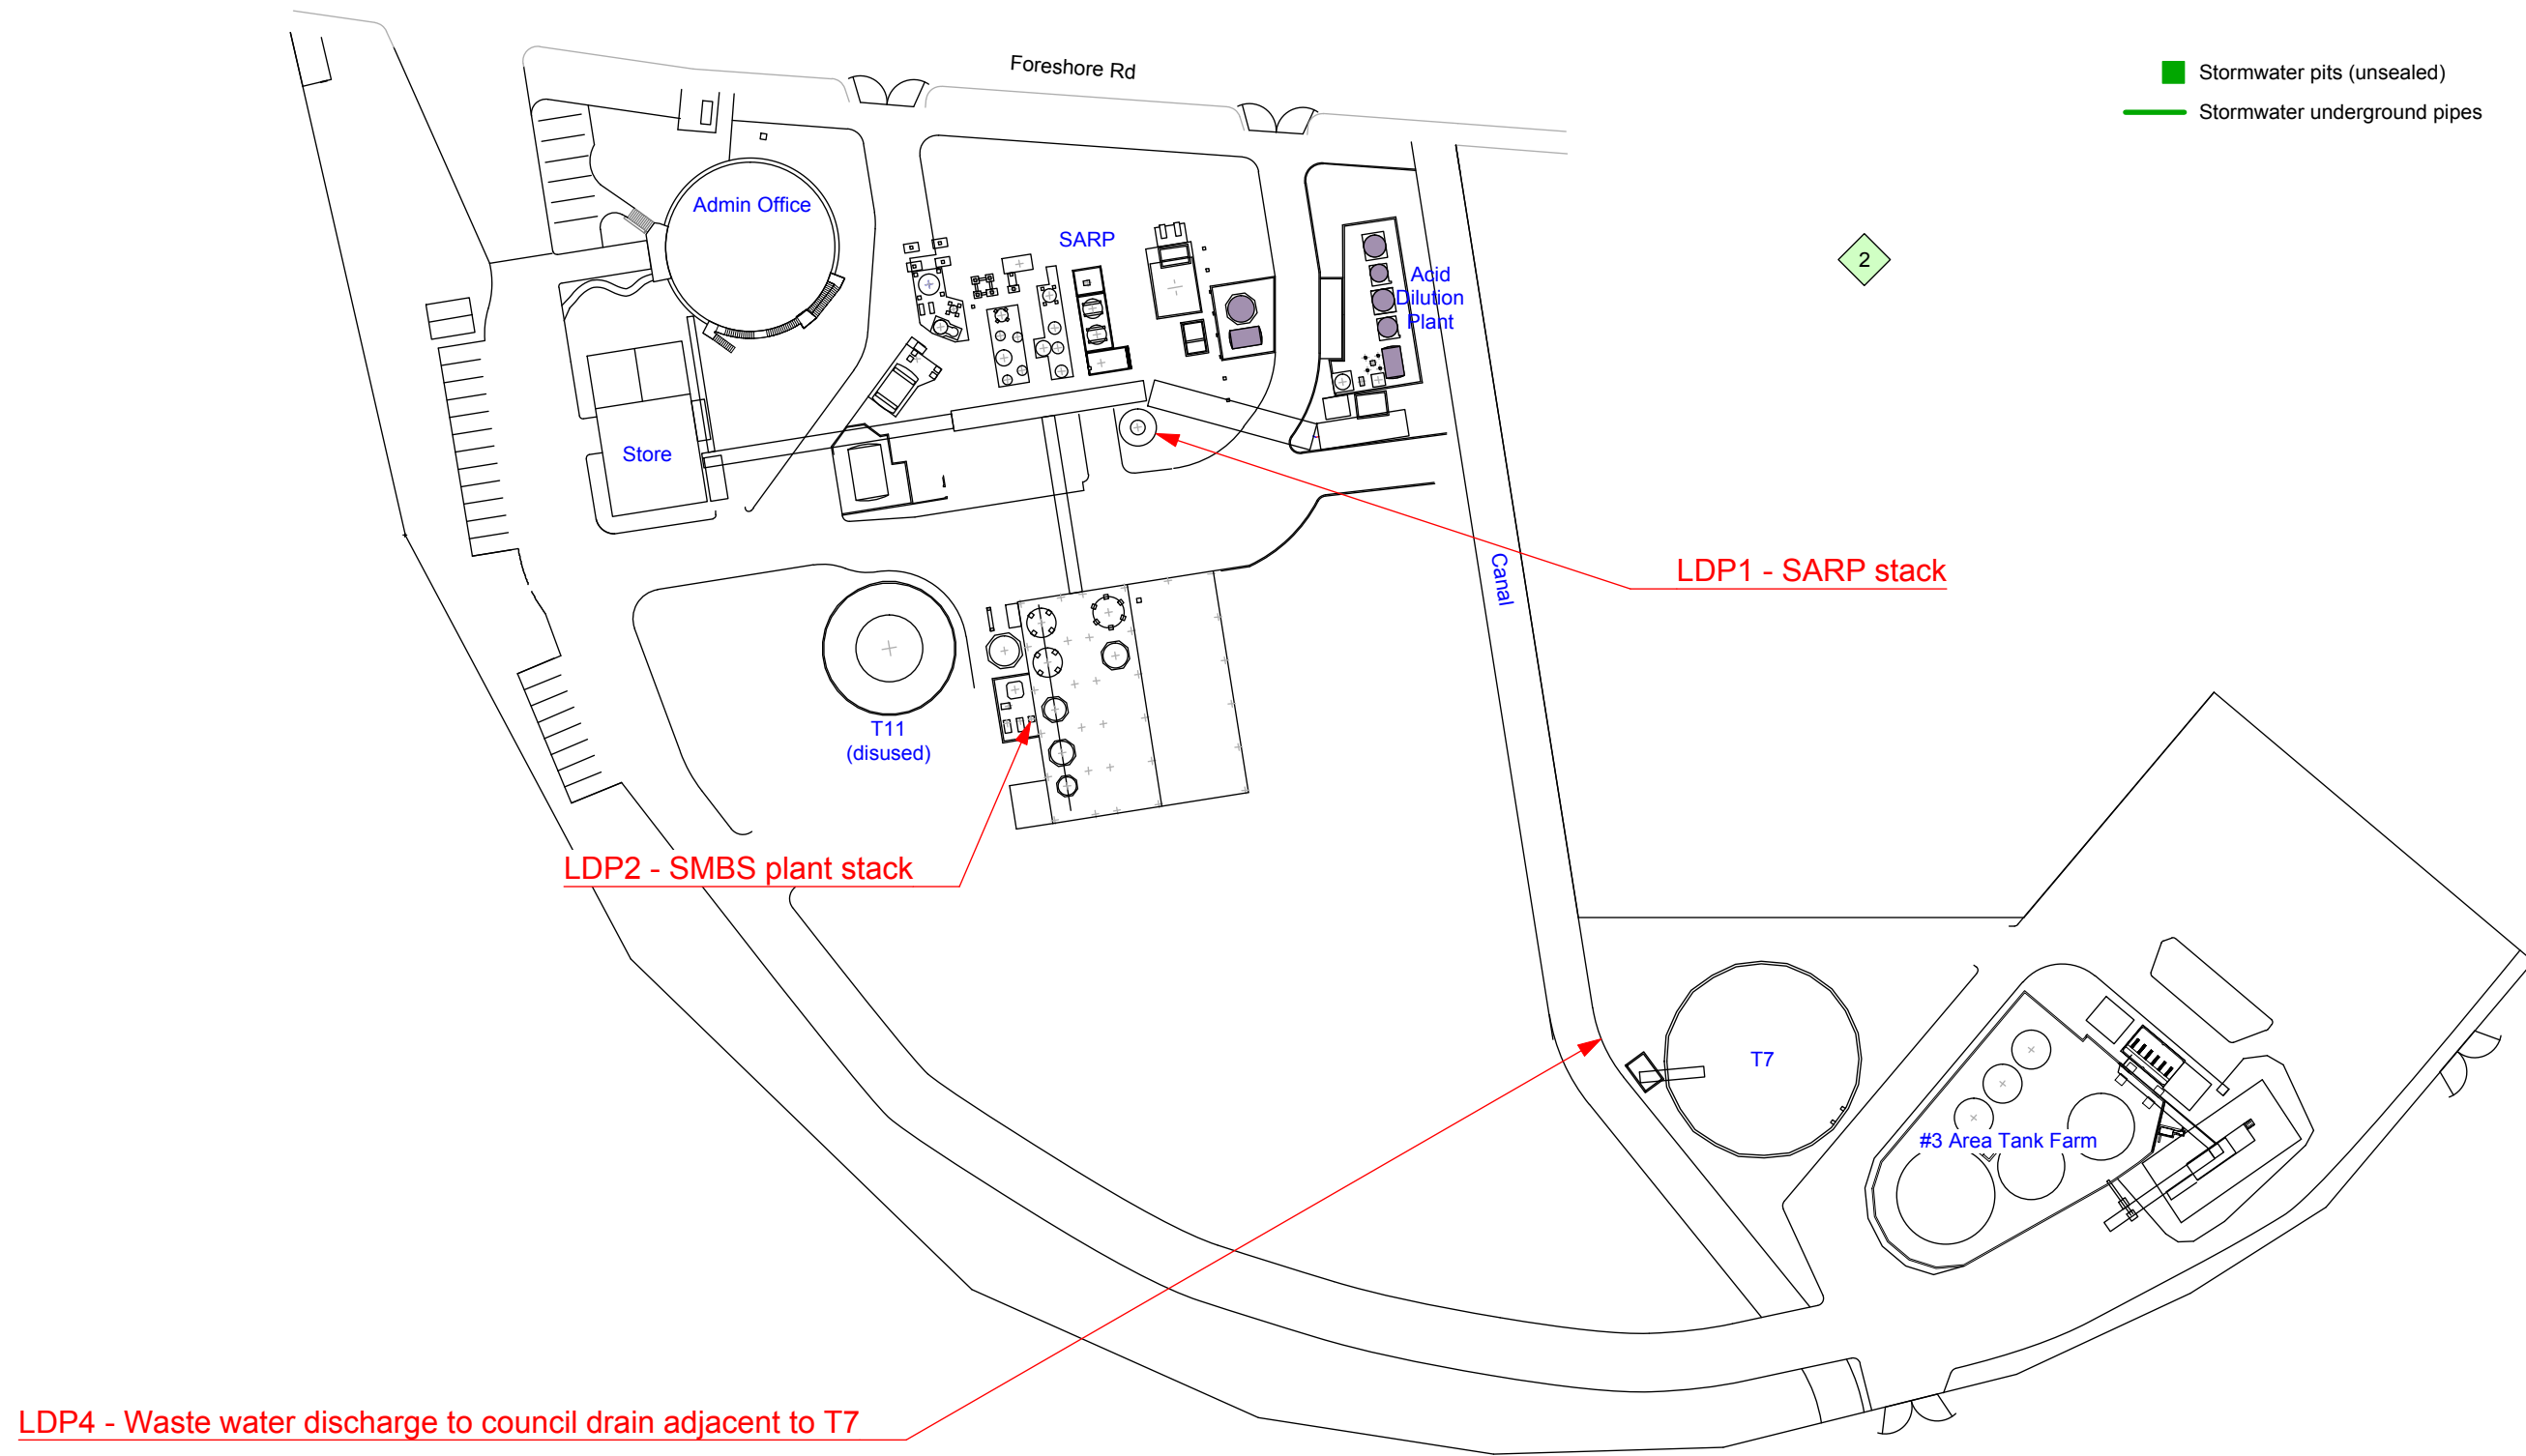 Foreshore Rd
Stormwater pits (unsealed)
Stormwater underground pipes
Admin Office
SARP
2
Acid
Dilution
Plant
Store
Canal
LDP1 - SARP stack
T11
(disused)
LDP2 - SMBS plant stack
T7
#3 Area Tank Farm
LDP4 - Waste water discharge to council drain adjacent to T7